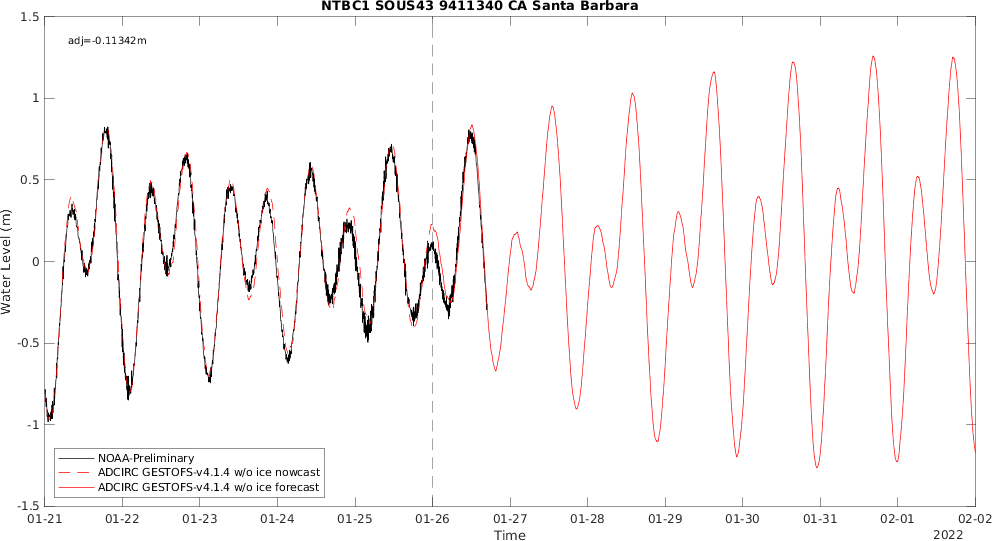 NTBC1 SOUS43 9411340 CA Santa Barbara
adj=-0.11342m
Water Level (m)
1.5
1
0.5
0
-0.5
-1
-1.5
NOAA-Preliminary
ADCIRC GESTOFS-v4.1.4 w/o ice nowcast
ADCIRC GESTOFS-v4.1.4 w/o ice forecast
01-21 01-22 01-23 01-24 01-25 01-26 01-27 01-28 01-29 01-30 01-31 02-01 02-02
Time
2022